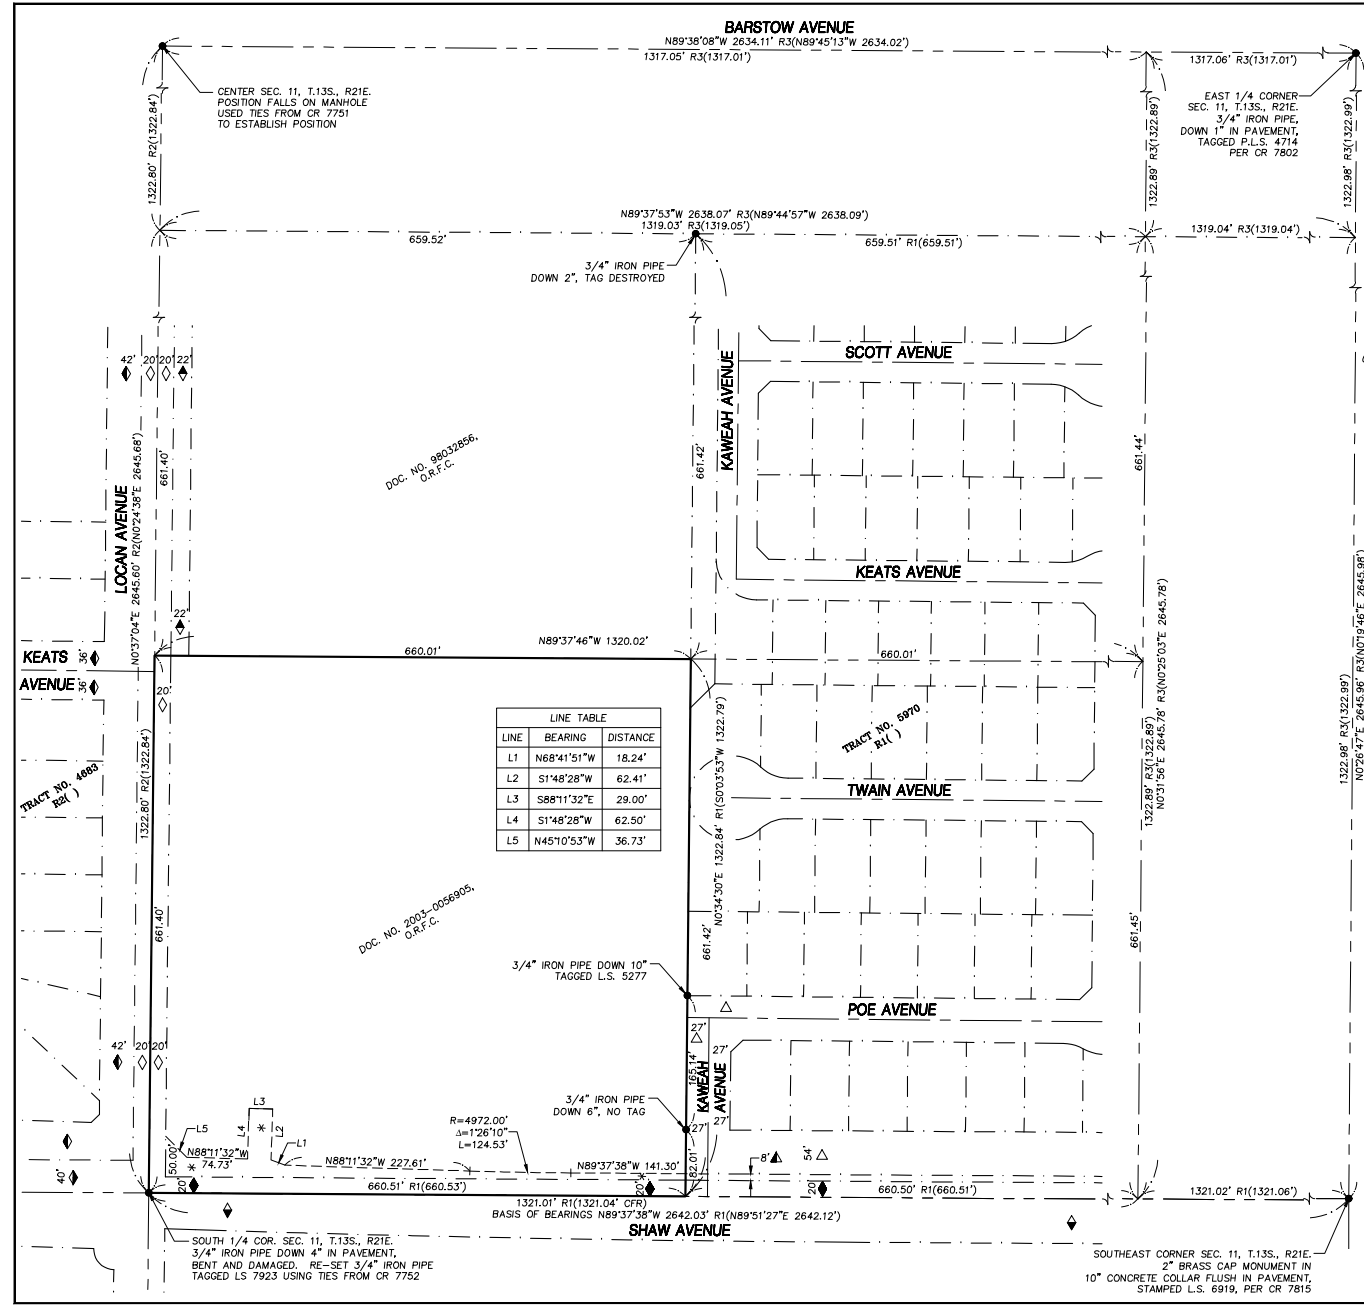 BARSTOW AVENUE
N89°38'08"W 2634.11' R3(N89°45'13"W 2634.02')
1317.05' R3(1317.01')
1317.06' R3(1317.01')
CENTER SEC. 11, T.13S., R21E.
POSITION FALLS ON MANHOLE
USED TIES FROM CR 7751
TO ESTABLISH POSITION
EAST 1/4 CORNER
SEC. 11, T.13S., R21E.
3/4" IRON PIPE,
DOWN 1" IN PAVEMENT,
TAGGED P.L.S. 4714
PER CR 7802
1322.80' R2(1322.84')
1322.89' R3(1322.89')
1322.98' R3(1322.99')
N89°37'53"W 2638.07' R3(N89°44'57"W 2638.09')
1319.03' R3(1319.05')
659.52'
659.51' R1(659.51')
1319.04' R3(1319.04')
3/4" IRON PIPE
DOWN 2", TAG DESTROYED
42' 20' 20' 22'
SCOTT AVENUE
KAWEAH AVENUE
DOC. NO. 98032856,
O.R.F.C.
661.40'
661.42'
661.44'
LOCAN AVENUE
N0°37'04"E 2645.60' R2(N0°24'38"E 2645.68')
KEATS AVENUE
22'
N89°37'46"W 1320.02'
660.01'
660.01'
KEATS
AVENUE
36'
36'
20'
N0°31'56"E 2645.78' R3(N0°25'03"E 2645.78')
N0°26'47"E 2645.96' R3(N0°19'46"E 2645.98')
LINE TABLE
LINE BEARING DISTANCE
L1 N68°41'51"W 18.24'
L2 S1°48'28"W 62.41'
L3 S88°11'32"E 29.00'
L4 S1°48'28"W 62.50'
L5 N45°10'53"W 36.73'
TRACT NO. 5970
R1( )
TRACT NO. 4683
R2( )
1322.80' R2(1322.84')
N0°34'30"E 1322.84' R1(S0°03'53"W 1322.79')
1322.89' R3(1322.89')
1322.98' R3(1322.99')
TWAIN AVENUE
DOC. NO. 2003-0056905,
O.R.F.C.
661.40'
661.42'
661.45'
3/4" IRON PIPE DOWN 10"
TAGGED L.S. 5277
POE AVENUE
42' 20' 20'
27'
27'
165.14'
KAWEAH
AVENUE
3/4" IRON PIPE
DOWN 6", NO TAG
27'
27'
L3
L4
L2
L5
L1
R=4972.00'
Δ=1°26'10"
L=124.53'
N88°11'32"W
74.73'
50.00'
N88°11'32"W 227.61'
N89°37'38"W 141.30'
82.01'
8'
54'
40'
20'
20'
20'
660.51' R1(660.53')
660.50' R1(660.51')
1321.01' R1(1321.04' CFR)
1321.02' R1(1321.06')
BASIS OF BEARINGS N89°37'38"W 2642.03' R1(N89°51'27"E 2642.12')
SHAW AVENUE
SOUTH 1/4 COR. SEC. 11, T.13S., R21E.
3/4" IRON PIPE DOWN 4" IN PAVEMENT,
BENT AND DAMAGED. RE-SET 3/4" IRON PIPE
TAGGED LS 7923 USING TIES FROM CR 7752
SOUTHEAST CORNER SEC. 11, T.13S., R21E.
2" BRASS CAP MONUMENT IN
10" CONCRETE COLLAR FLUSH IN PAVEMENT,
STAMPED L.S. 6919, PER CR 7815